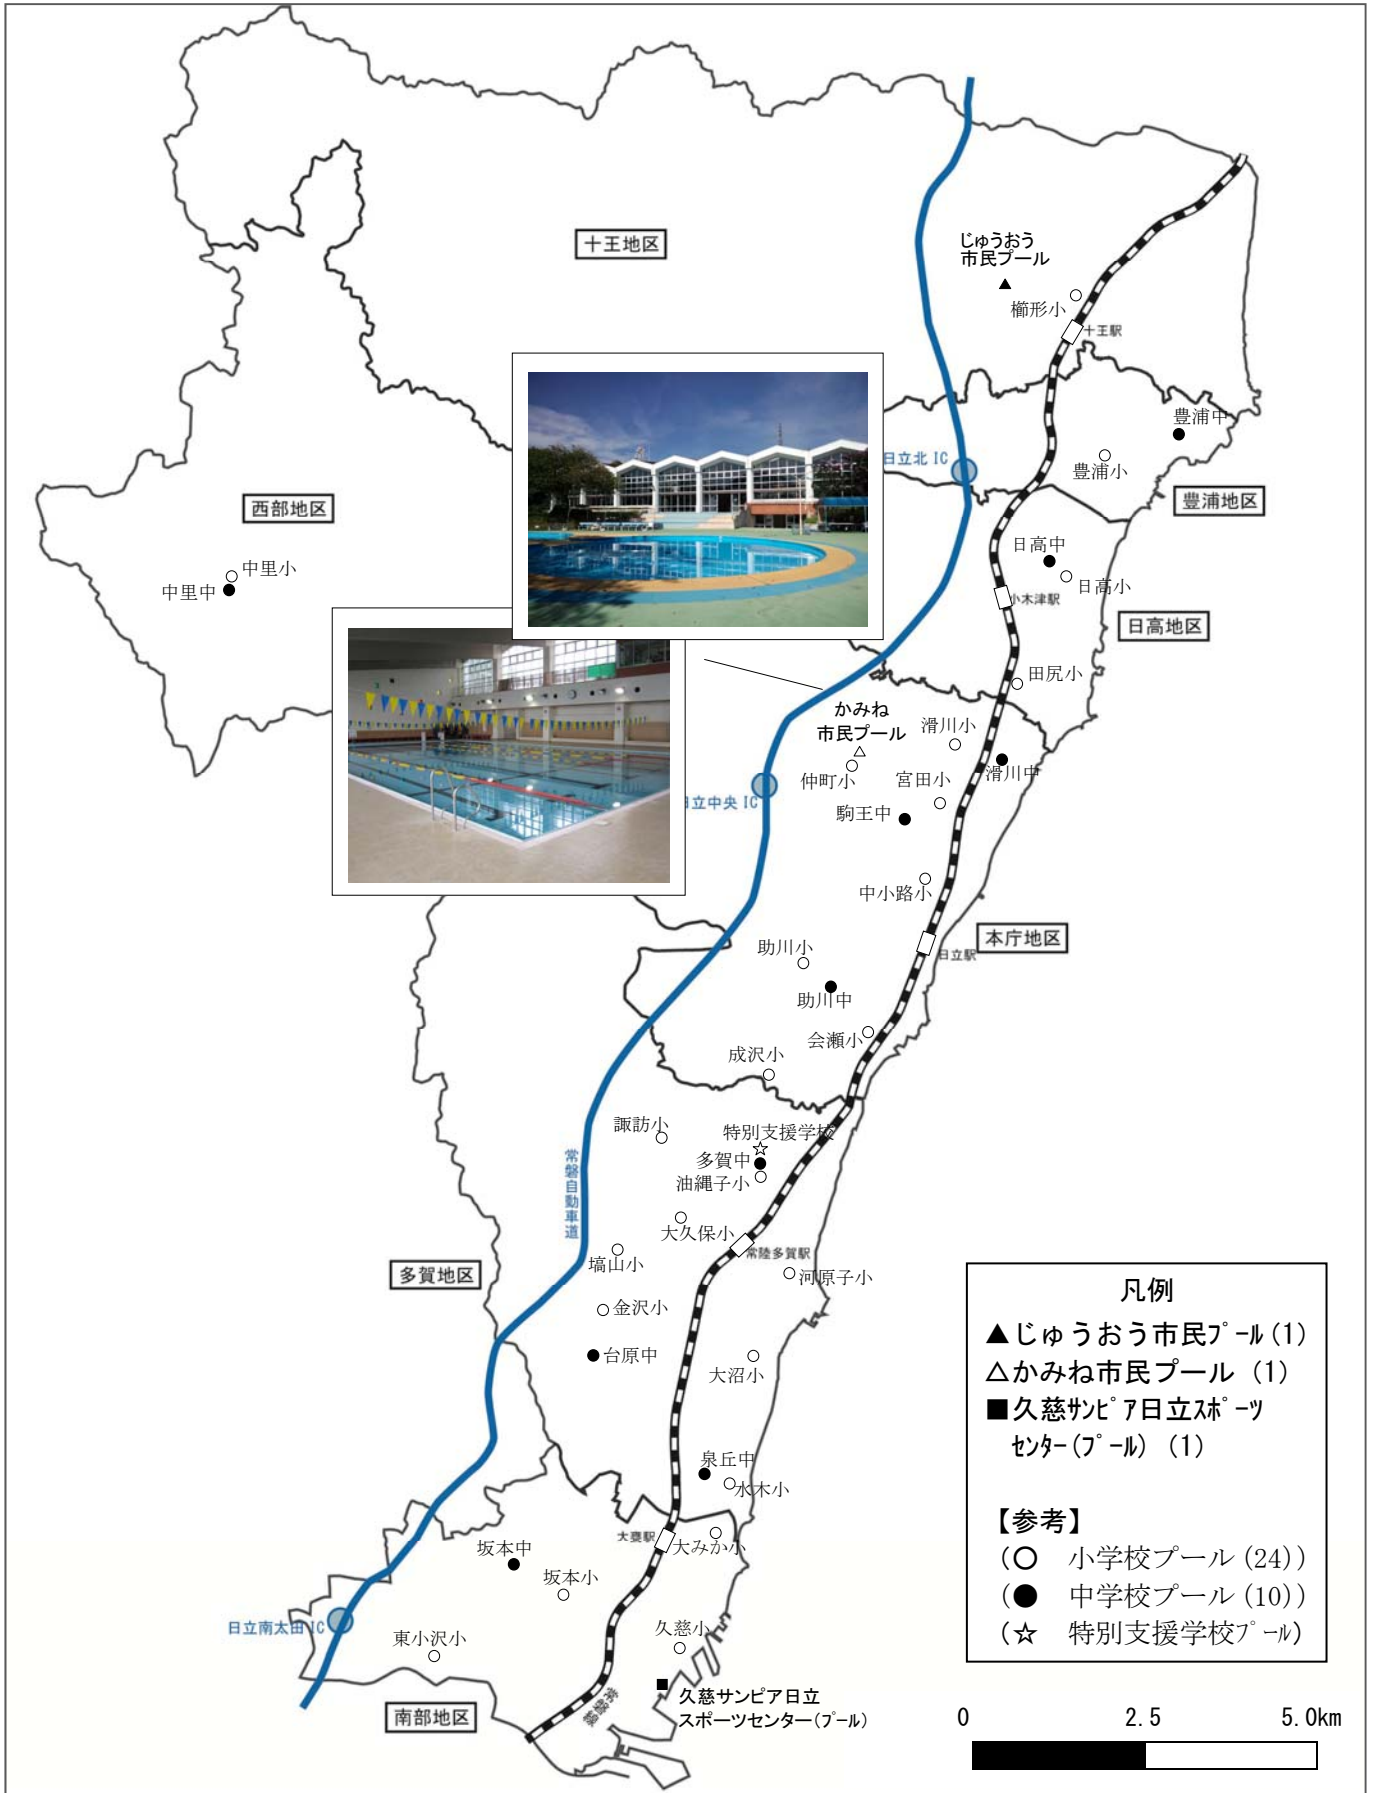 十王地区
じゅうおう
市民プール
櫛形小
十王駅
豊浦中
日立北 IC
豊浦小
西部地区
豊浦地区
日高中
中里小
日高小
中里中
小木津駅
日高地区
田尻小
かみね
市民プール
滑川小
滑川中
仲町小
宮田小
日立中央 IC
駒王中
中小路小
助川小
本庁地区
日立駅
助川中
会瀬小
成沢小
諏訪小
特別支援学校
多賀中
油縄子小
常磐自動車道
大久保小
常陸多賀駅
塙山小
多賀地区
河原子小
金沢小
台原中
大沼小
泉丘中
水木小
大甕駅
大みか小
坂本中
坂本小
日立南太田 IC
東小沢小
久慈小
久慈サンピア日立
スポーツセンター(プール)
常磐線
南部地区
凡例
▲じゅうおう市民プール(1)
△かみね市民プール (1)
■久慈サンピア日立スポーツ
センター(プール) (1)
【参考】
(○ 小学校プール(24))
(● 中学校プール(10))
(☆ 特別支援学校プール)
0 2.5 5.0km